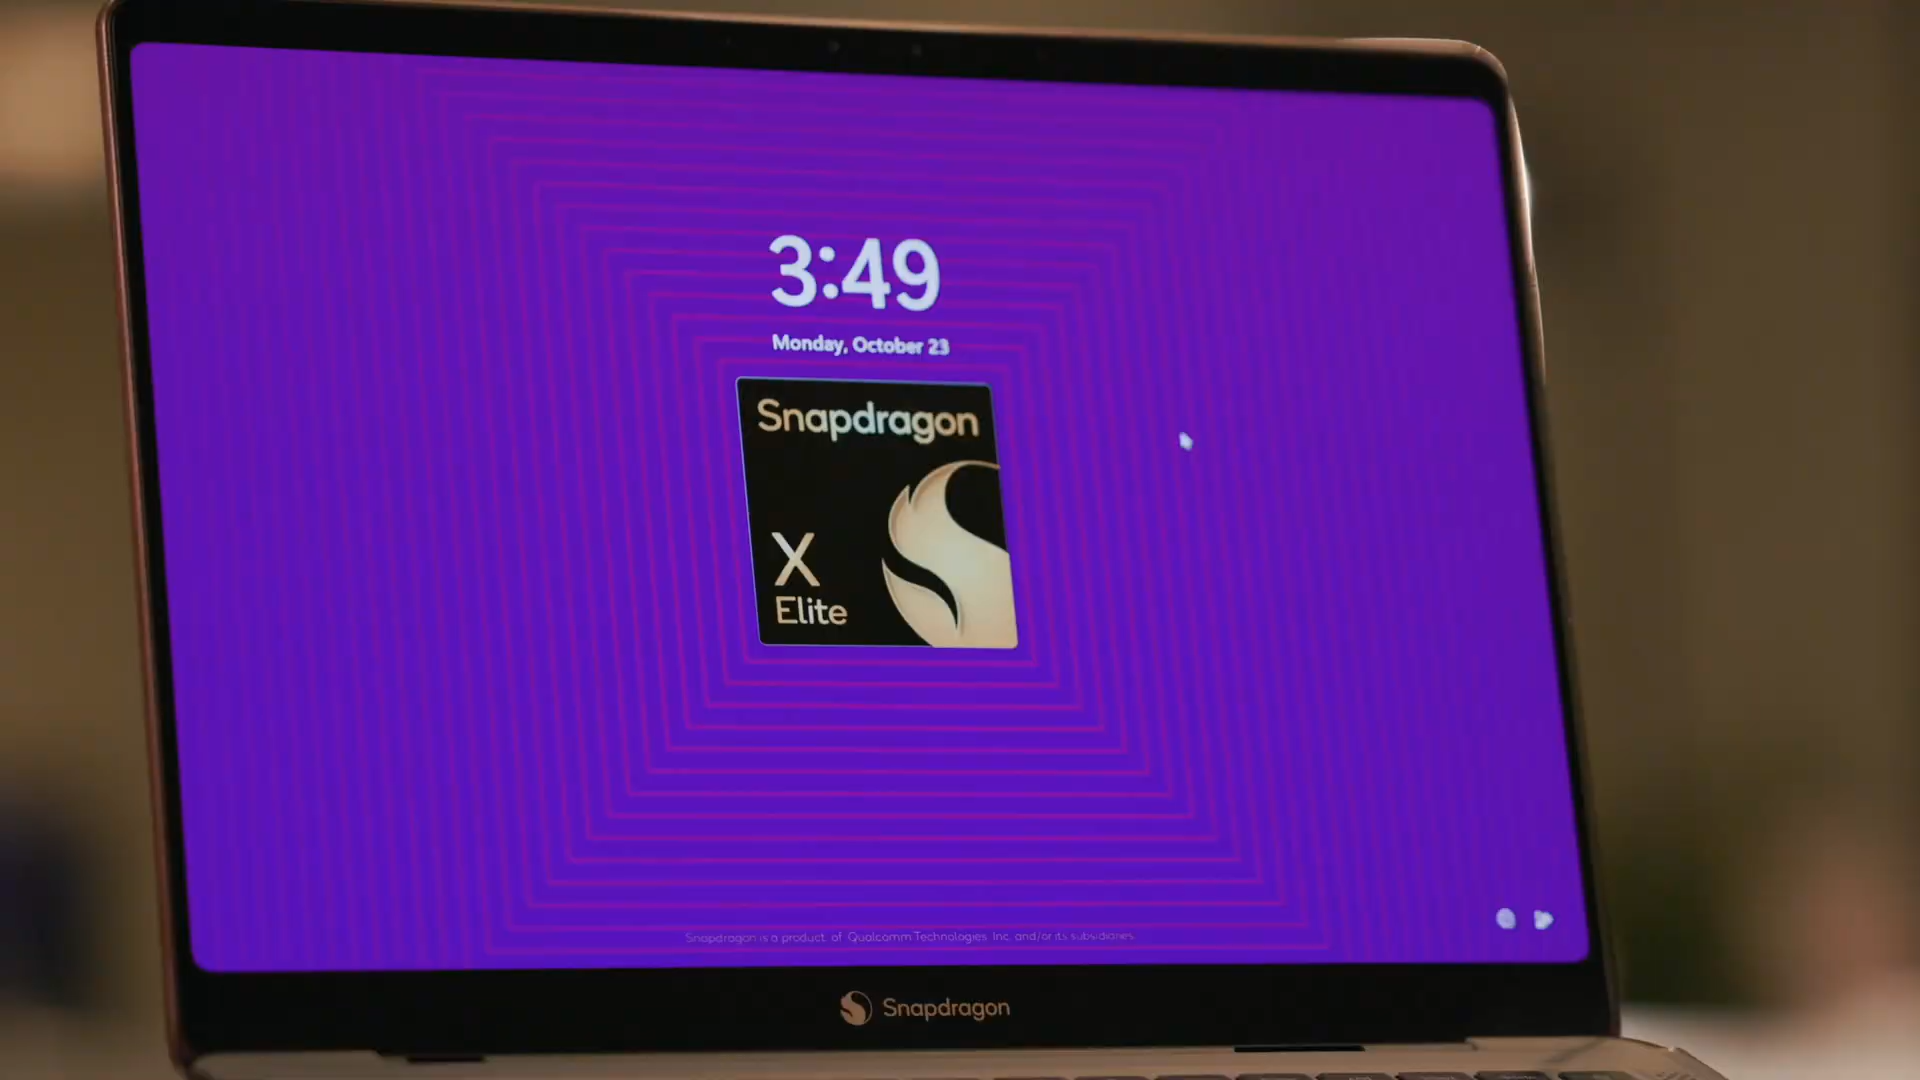 3:49
Monday, October 23
Snapdragon
X
Elite
Snapdragon is a product of Qualcomm Technologies, Inc. and/or its subsidiaries.
Snapdragon